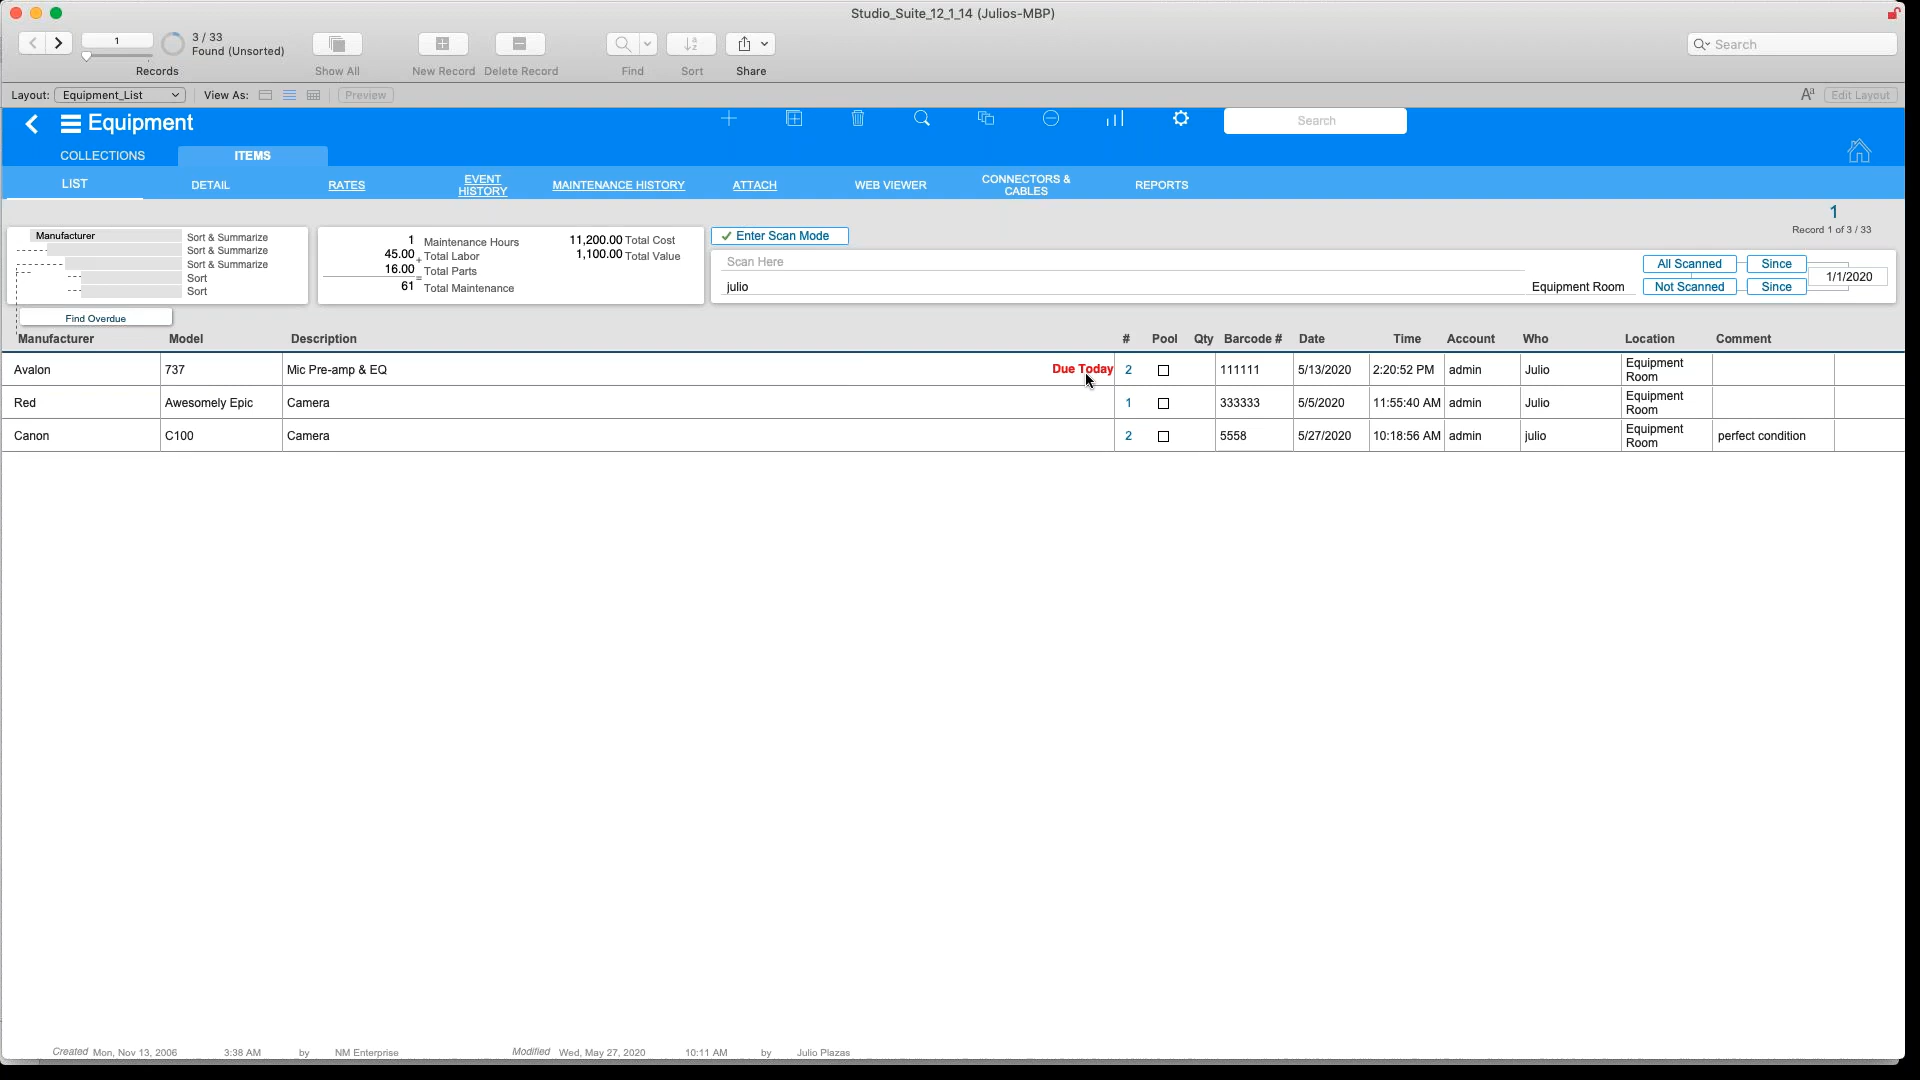 Studio_Suite_12_1_14 (Julios-MBP)
1
3 / 33
Found (Unsorted)
Search
Records
Show All
New Record
Delete Record
Find
Sort
Share
Layout:
Equipment_List
View As:
Preview
Aª
Edit Layout
Equipment
Search
COLLECTIONS
ITEMS
LIST
DETAIL
RATES
EVENT
HISTORY
MAINTENANCE HISTORY
ATTACH
WEB VIEWER
CONNECTORS &
CABLES
REPORTS
1
Record 1 of 3 / 33
Manufacturer
Sort & Summarize
Sort & Summarize
Sort & Summarize
Sort
Sort
1 Maintenance Hours
45.00 Total Labor
+
16.00 Total Parts
=
61 Total Maintenance
11,200.00 Total Cost
1,100.00 Total Value
✓ Enter Scan Mode
Scan Here
julio
Equipment Room
All Scanned
Since
Not Scanned
Since
1/1/2020
Find Overdue
Manufacturer Model Description # Pool Qty Barcode # Date Time Account Who Location Comment
Avalon 737 Mic Pre-amp & EQ Due Today 2 111111 5/13/2020 2:20:52 PM admin Julio Equipment
Room
Red Awesomely Epic Camera 1 333333 5/5/2020 11:55:40 AM admin Julio Equipment
Room
Canon C100 Camera 2 5558 5/27/2020 10:18:56 AM admin julio Equipment perfect condition
Room
Created Mon, Nov 13, 2006 3:38 AM by NM Enterprise Modified Wed, May 27, 2020 10:11 AM by Julio Plazas